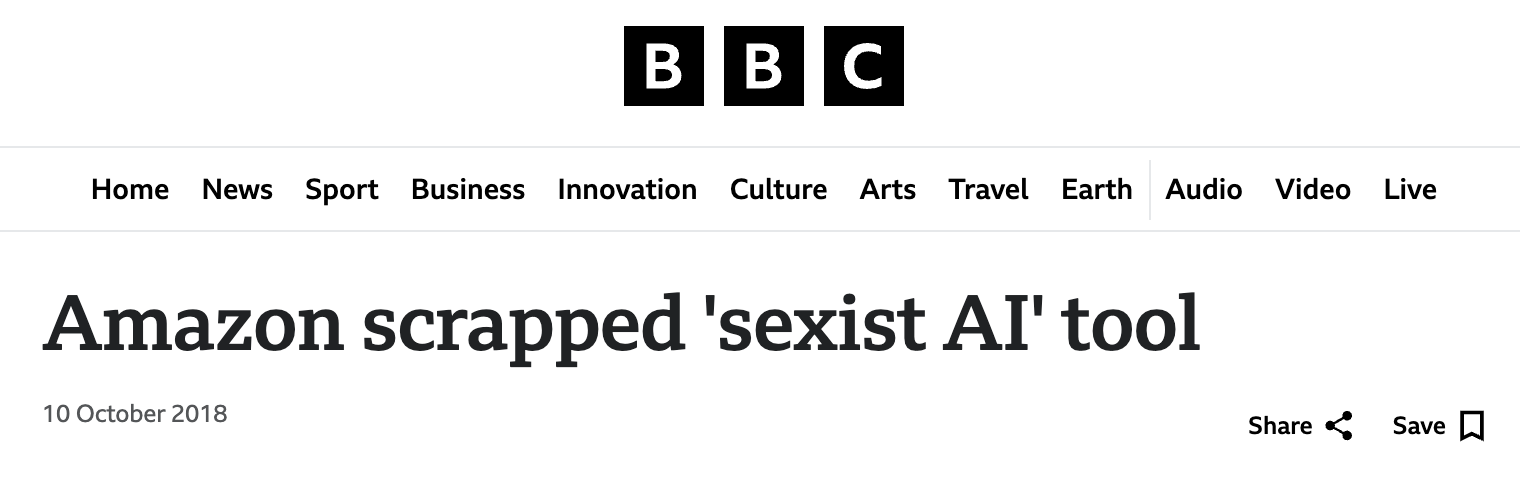 BBC
Home News Sport Business Innovation Culture Arts Travel Earth Audio Video Live
Amazon scrapped 'sexist AI' tool
10 October 2018
Share Save